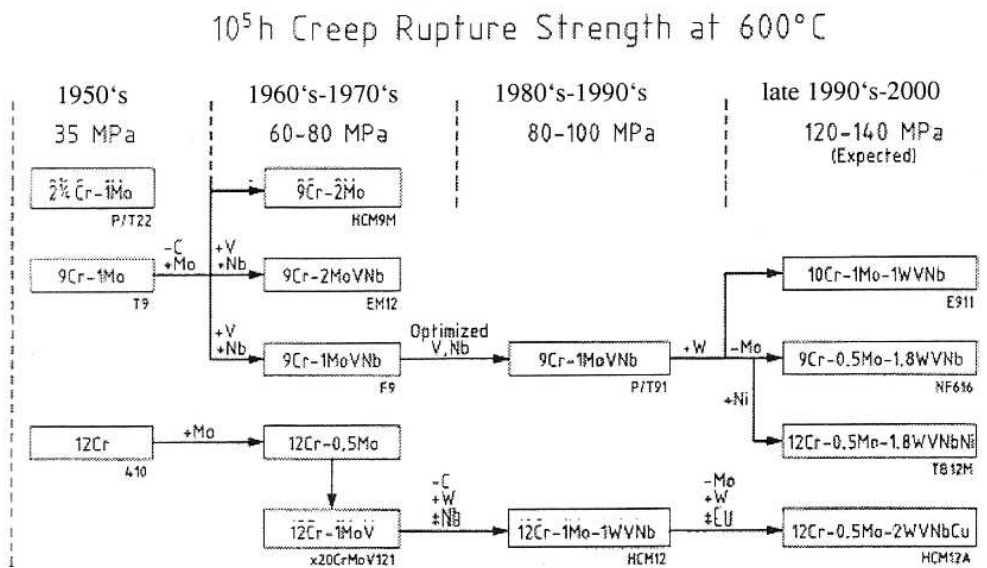 10⁵h Creep Rupture Strength at 600°C
1950's 1960's-1970's 1980's-1990's late 1990's-2000
35 MPa 60-80 MPa 80-100 MPa 120-140 MPa
(Expected)
2¼ Cr-1Mo 9Cr-2Mo
P/T22 HCM9M
-C +V
+Mo +Nb
9Cr-1Mo 9Cr-2MoVNb 10Cr-1Mo-1WVNb
T9 EM12 E911
+V Optimized
+Nb V,Nb +W -Mo
9Cr-1MoVNb 9Cr-1MoVNb 9Cr-0.5Mo-1.8WVNb
F9 P/T91 NF616
+Ni
+Mo
12Cr 12Cr-0.5Mo 12Cr-0.5Mo-1.8WVNbNi
410 TB12M
-C -Mo
+W +W
12Cr-1MoV 12Cr-1Mo-1WVNb 12Cr-0.5Mo-2WVNbCu
x20CrMoV121 HCM12 HCM12A